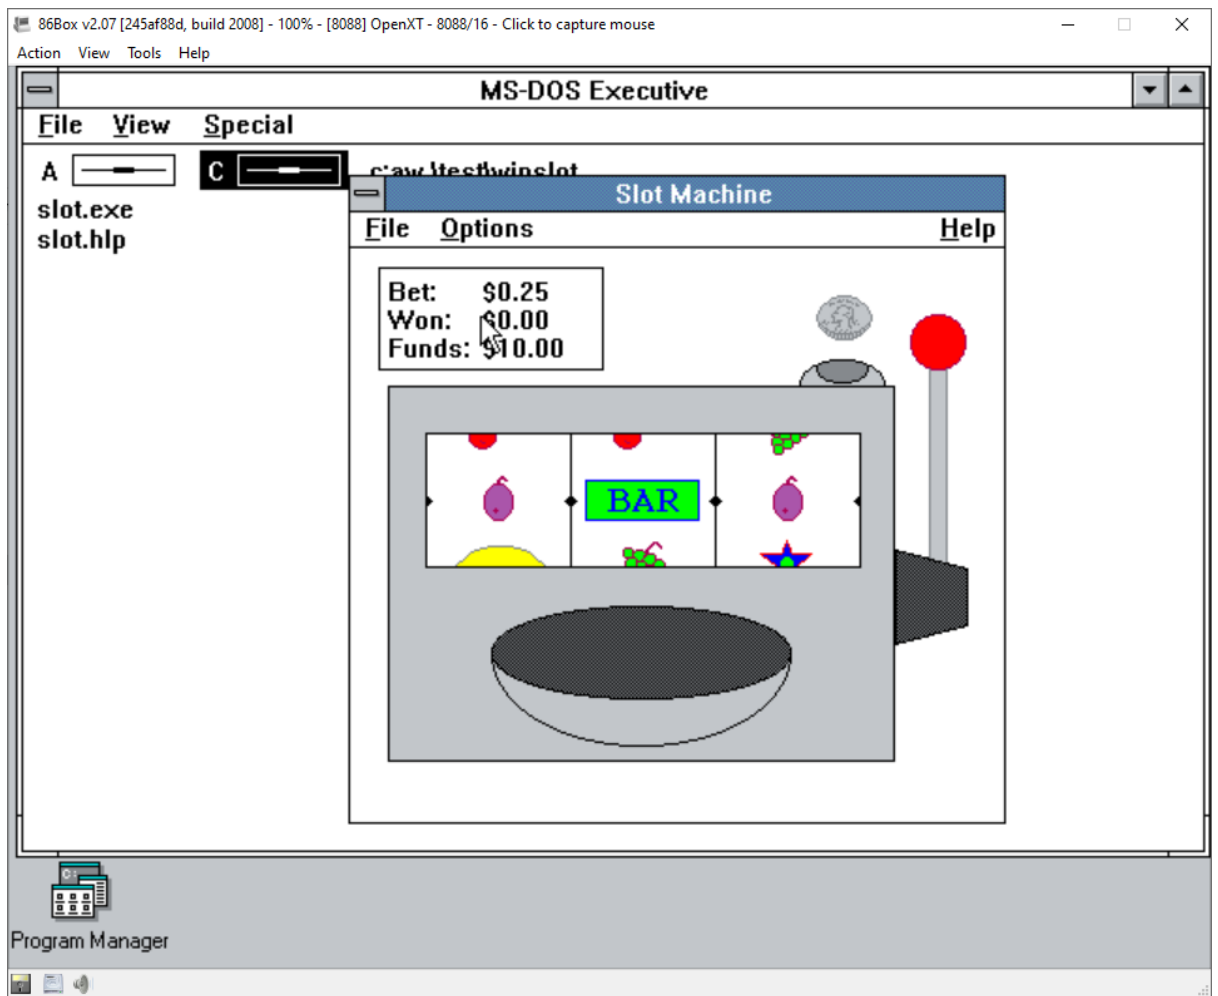 86Box v2.07 [245af88d, build 2008] - 100% - [8088] OpenXT - 8088/16 - Click to capture mouse
Action View Tools Help
MS-DOS Executive
File View Special
A C
slot.exe
slot.hlp
Slot Machine
File Options Help
Bet: $0.25
Won: $0.00
Funds: $10.00
BAR
C:
Program Manager